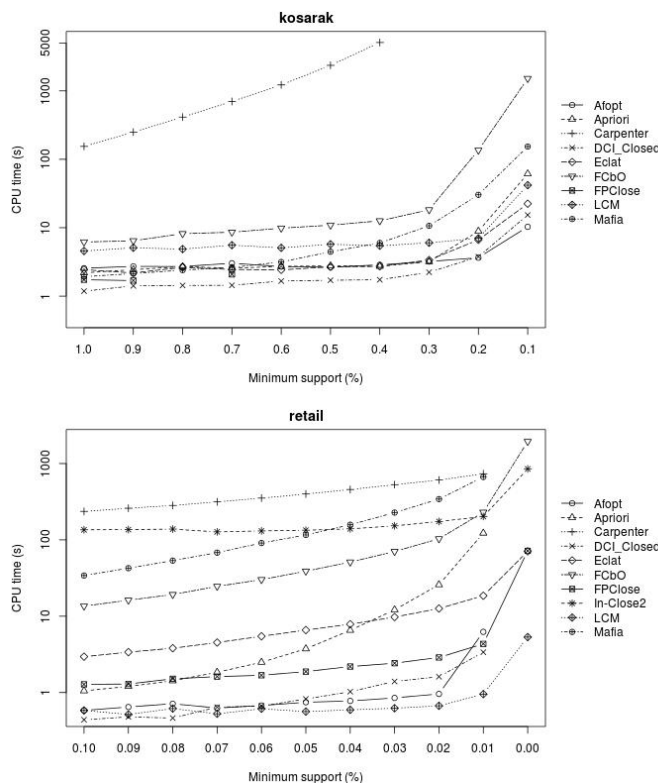 kosarak
CPU time (s)
5000
1000
100
10
1
1.0 0.9 0.8 0.7 0.6 0.5 0.4 0.3 0.2 0.1
Minimum support (%)
Afopt
Apriori
Carpenter
DCI_Closed
Eclat
FCbO
FPClose
LCM
Mafia
retail
CPU time (s)
1000
100
10
1
0.10 0.09 0.08 0.07 0.06 0.05 0.04 0.03 0.02 0.01 0.00
Minimum support (%)
Afopt
Apriori
Carpenter
DCI_Closed
Eclat
FCbO
FPClose
In-Close2
LCM
Mafia